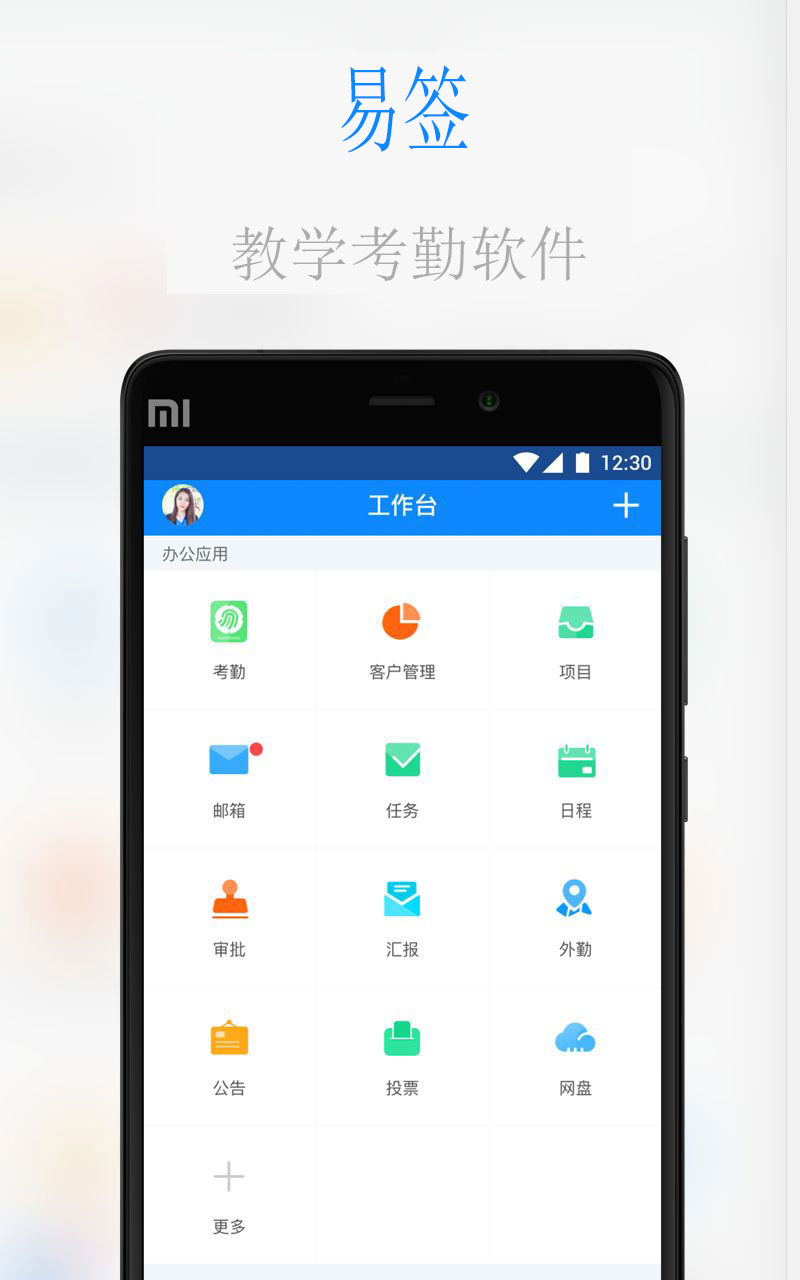 易签
教学考勤软件
MI
12:30
工作台
办公应用
考勤 客户管理 项目
邮箱 任务 日程
审批 汇报 外勤
公告 投票 网盘
更多